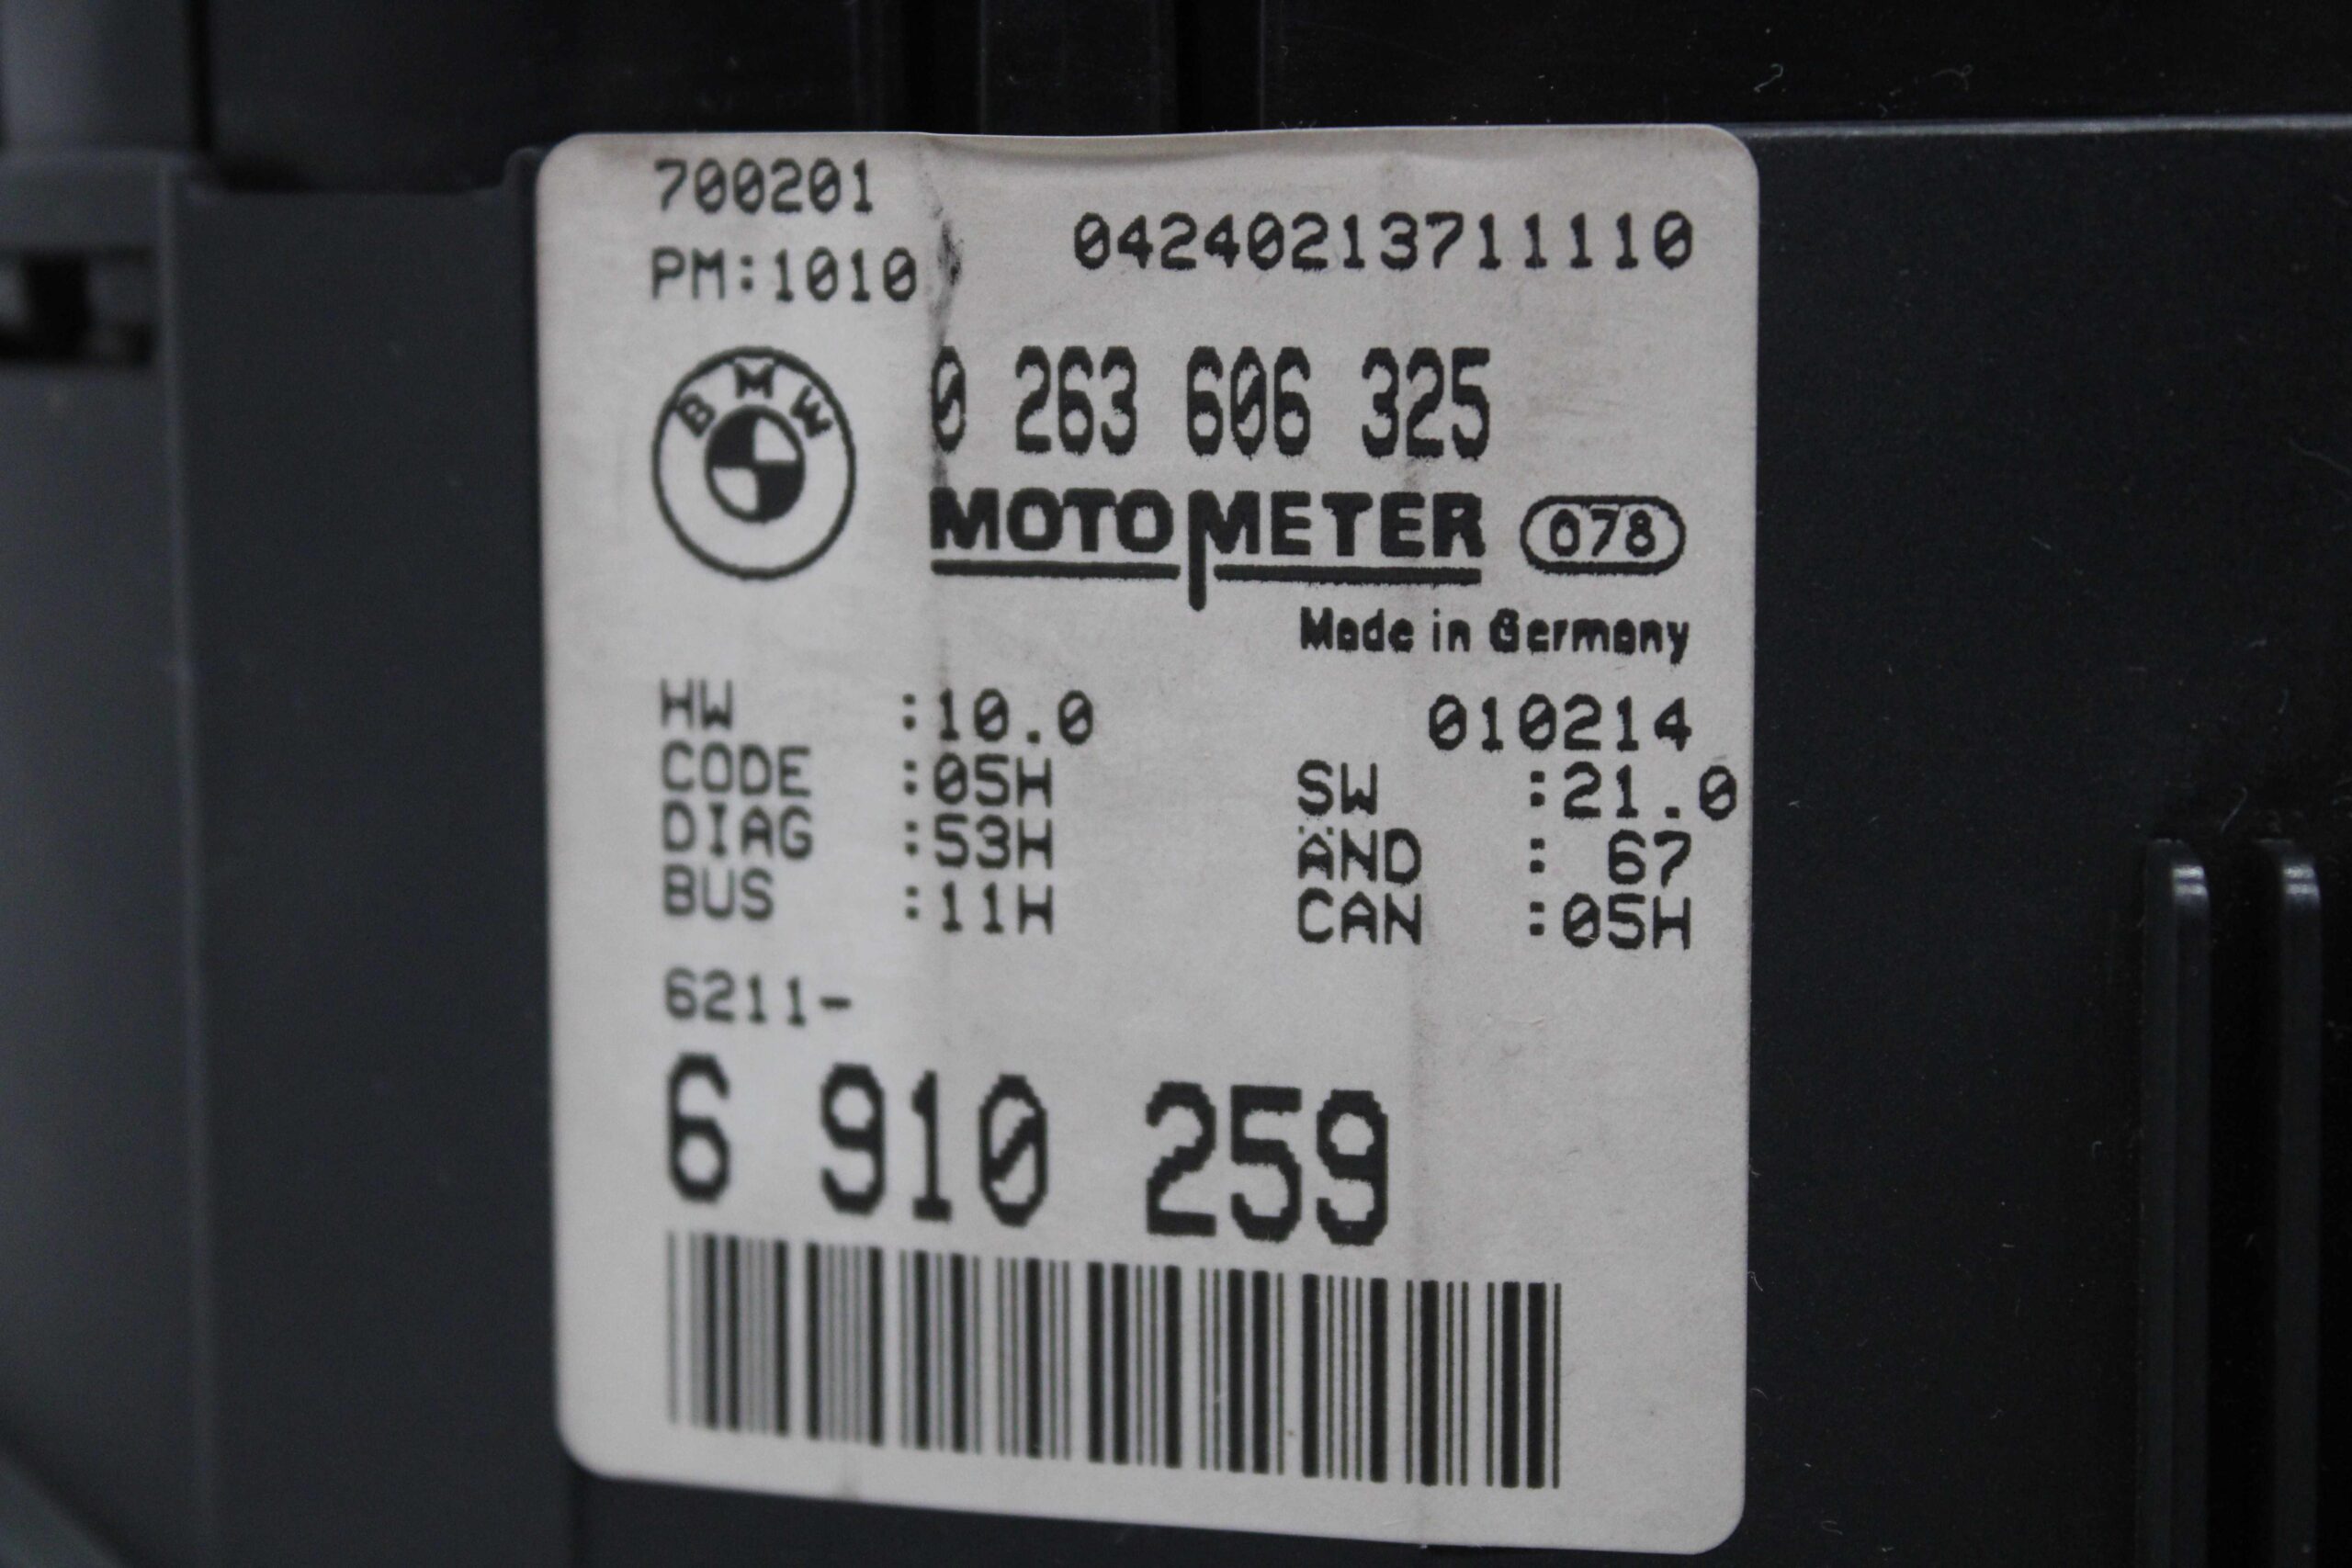 700201
04240213711110
PM:1010
BMW
0 263 606 325
MOTOMETER 078
Made in Germany
HW :10.0 010214
CODE :05H SW :21.0
DIAG :53H ÄND : 67
BUS :11H CAN :05H
6211-
6 910 259